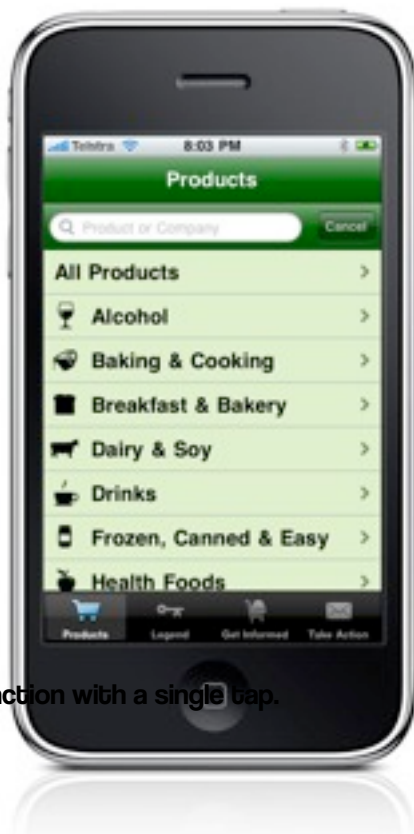 Telstra 8:03 PM
Products
Product or Company Cancel
All Products
Alcohol
Baking & Cooking
Breakfast & Bakery
Dairy & Soy
Drinks
Frozen, Canned & Easy
Health Foods
Products Legend Get Informed Take Action
action with a single tap.